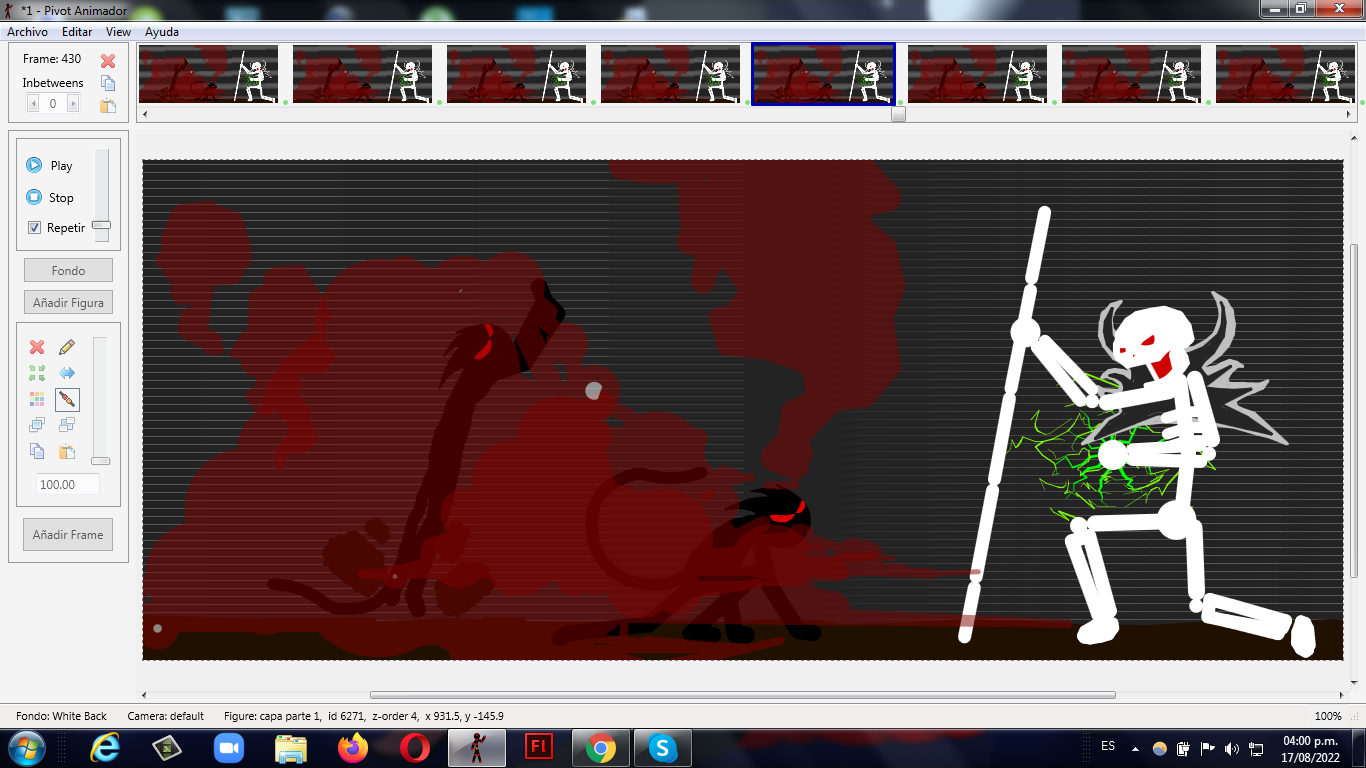 *1 - Pivot Animador
Archivo Editar View Ayuda
Frame: 430
Inbetweens
0
Play
Stop
Repetir
Fondo
Añadir Figura
100.00
Añadir Frame
Fondo: White Back Camera: default Figure: capa parte 1, id 6271, z-order 4, x 931.5, y -145.9 100%
Fl
ES
04:00 p.m.
17/08/2022